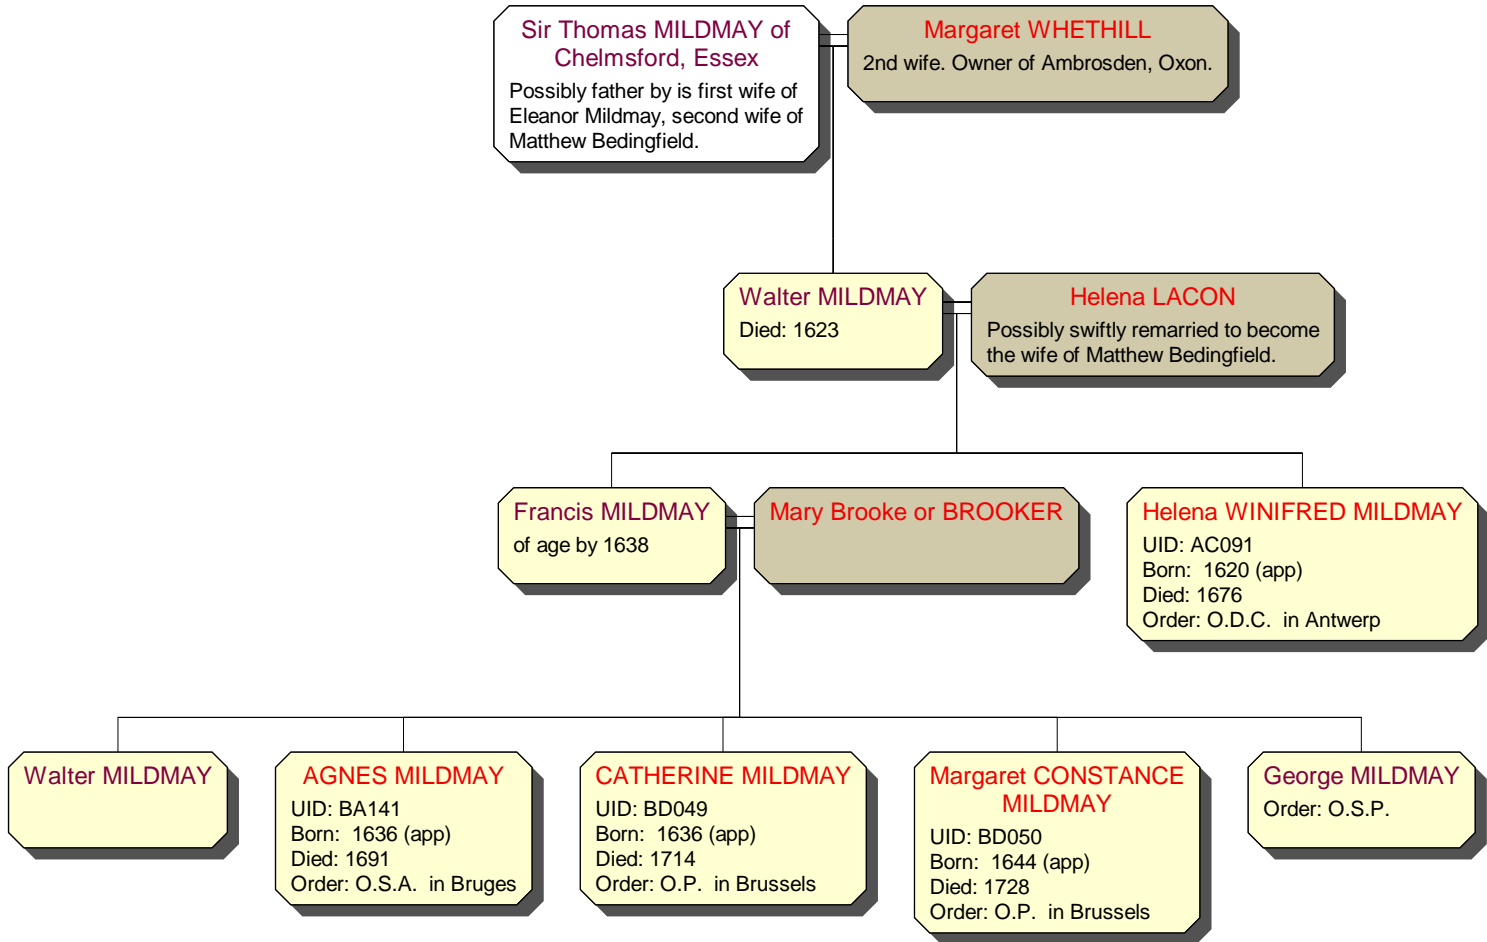 Sir Thomas MILDMAY of
Chelmsford, Essex
Possibly father by is first wife of
Eleanor Mildmay, second wife of
Matthew Bedingfield.
Margaret WHETHILL
2nd wife. Owner of Ambrosden, Oxon.
Walter MILDMAY
Died: 1623
Helena LACON
Possibly swiftly remarried to become
the wife of Matthew Bedingfield.
Francis MILDMAY
of age by 1638
Mary Brooke or BROOKER
Helena WINIFRED MILDMAY
UID: AC091
Born:  1620 (app)
Died: 1676
Order: O.D.C.  in Antwerp
Walter MILDMAY
AGNES MILDMAY
UID: BA141
Born:  1636 (app)
Died: 1691
Order: O.S.A.  in Bruges
CATHERINE MILDMAY
UID: BD049
Born:  1636 (app)
Died: 1714
Order: O.P.  in Brussels
Margaret CONSTANCE
MILDMAY
UID: BD050
Born:  1644 (app)
Died: 1728
Order: O.P.  in Brussels
George MILDMAY
Order: O.S.P.